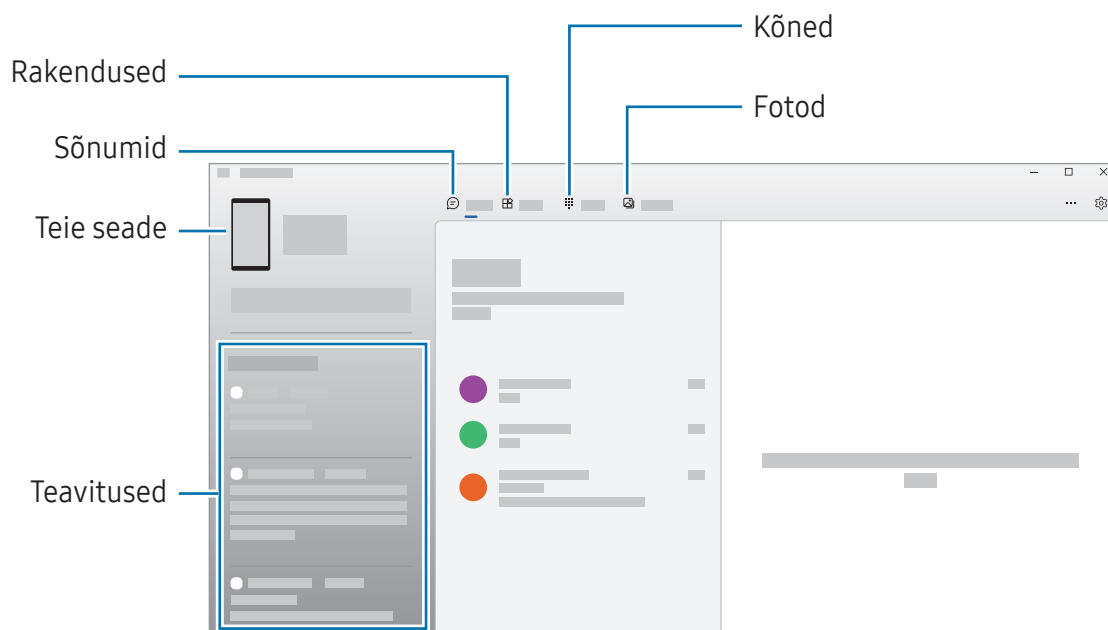 Kõned
Rakendused
Fotod
Sõnumid
Teie seade
Teavitused